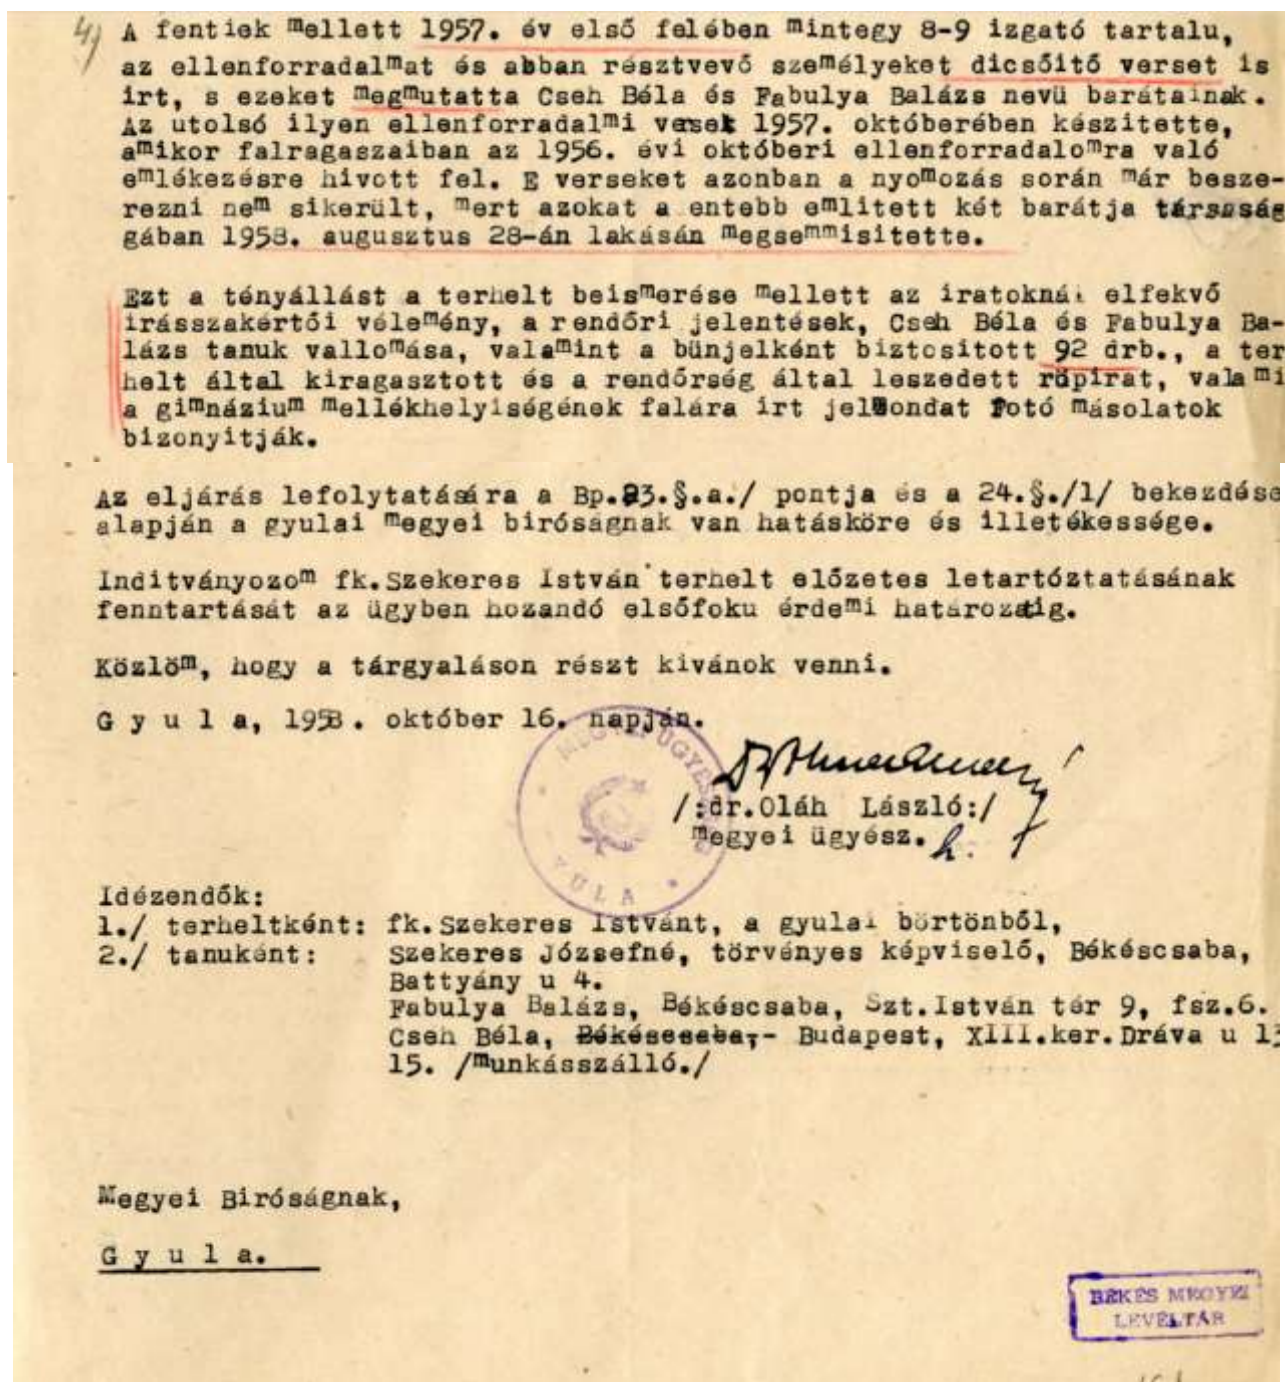 4)
A fentiek mellett 1957. év első felében mintegy 8-9 izgató tartalu,
az ellenforradalmat és abban résztvevő személyeket dicsőitő verset is
irt, s ezeket megmutatta Cseh Béla és Fabulya Balázs nevü barátainak.
Az utolsó ilyen ellenforradalmi verset 1957. októberében készitette,
amikor falragaszaiban az 1956. évi októberi ellenforradalomra való
emlékezésre hivott fel. E verseket azonban a nyomozás során már besze-
rezni nem sikerült, mert azokat a entebb emlitett két barátja társaság
gában 1958. augusztus 28-án lakásán megsemmisitette.
Ezt a tényállást a terhelt beismerése mellett az iratoknál elfekvő
irásszakértői vélemény, a rendőri jelentések, Cseh Béla és Fabulya Ba-
lázs tanuk vallomása, valamint a bünjelként biztositott 92 drb., a ter
helt által kiragasztott és a rendőrség által leszedett röpirat, valami
a gimnázium mellékhelyiségének falára irt jelmondat fotó másolatok
bizonyitják.
Az eljárás lefolytatására a Bp.23.§.a./ pontja és a 24.§./1/ bekezdése
alapján a gyulai megyei biróságnak van hatásköre és illetékessége.
Inditványozom fk.Szekeres István terhelt előzetes letartóztatásának
fenntartását az ügyben hozandó elsőfoku érdemi határozatig.
Közlöm, hogy a tárgyaláson részt kivánok venni.
G y u l a, 1958. október 16. napján.
MEGYEI ÜGYÉSZSÉG
GYULA
/:dr.Oláh László:/
megyei ügyész.
Idézendők:
1./ terheltként: fk.Szekeres Istvánt, a gyulai börtönből,
2./ tanuként: Szekeres Józsefné, törvényes képviselő, Békéscsaba,
Battyány u 4.
Fabulya Balázs, Békéscsaba, Szt.István tér 9, fsz.6.
Cseh Béla, Békéscsaba,- Budapest, XIII.ker.Dráva u 13
15. /munkásszálló./
Megyei Biróságnak,
G y u l a.
BÉKÉS MEGYEI
LEVÉLTÁR